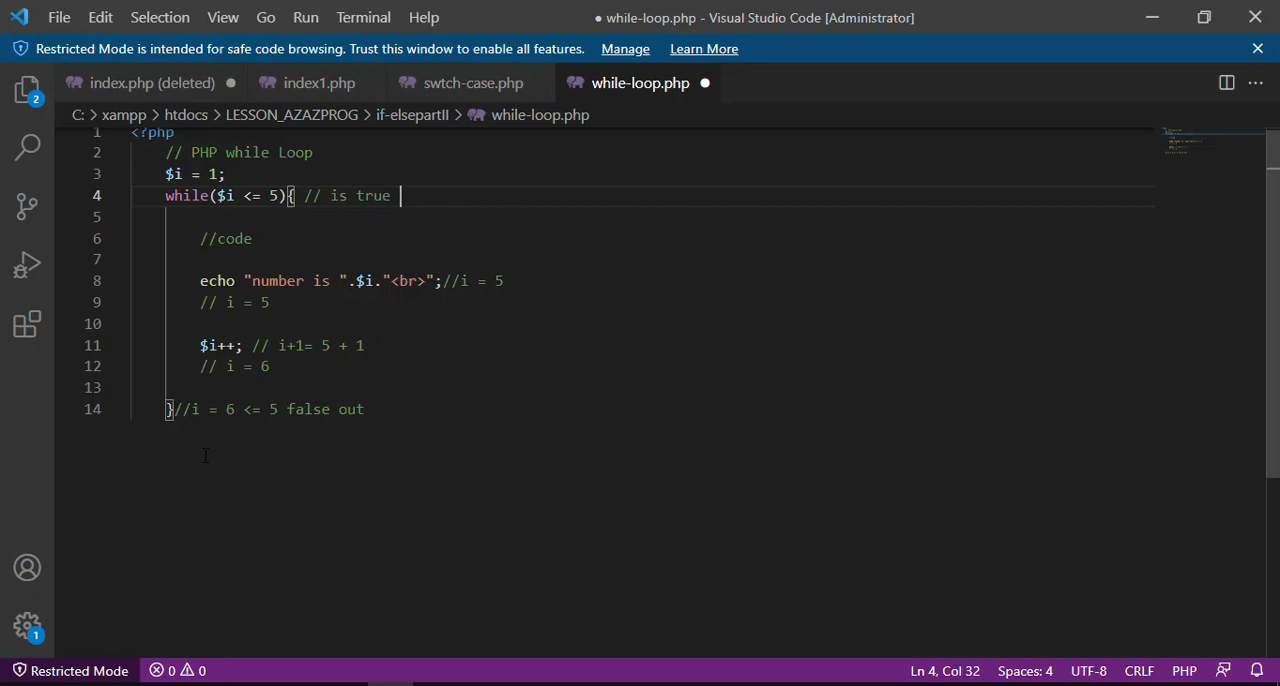 File Edit Selection View Go Run Terminal Help ● while-loop.php - Visual Studio Code [Administrator]
Restricted Mode is intended for safe code browsing. Trust this window to enable all features. Manage Learn More
index.php (deleted) ● index1.php swtch-case.php while-loop.php ●
C: > xampp > htdocs > LESSON_AZAZPROG > if-elsepartII > while-loop.php
1 <?php
2 // PHP while Loop
3 $i = 1;
4 while($i <= 5){ // is true
5
6 //code
7
8 echo "number is ".$i."<br>";//i = 5
9 // i = 5
10
11 $i++; // i+1= 5 + 1
12 // i = 6
13
14 }//i = 6 <= 5 false out
2
1
Restricted Mode 0 0 Ln 4, Col 32 Spaces: 4 UTF-8 CRLF PHP